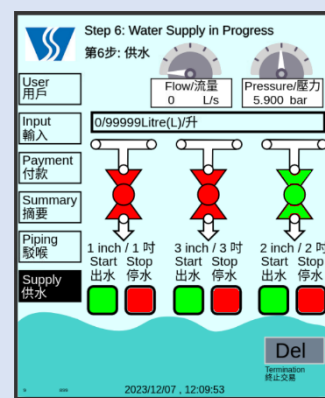 Step 6: Water Supply in Progress
第6步: 供水
User
用戶
Flow/流量
0 L/s
Pressure/壓力
5.900 bar
Input
輸入
0/99999Litre(L)/升
Payment
付款
Summary
摘要
Piping
駁喉
Supply
供水
1 inch / 1 吋
Start Stop
出水 停水
3 inch / 3 吋
Start Stop
出水 停水
2 inch / 2 吋
Start Stop
出水 停水
Del
Termination
終止交易
2023/12/07 , 12:09:53